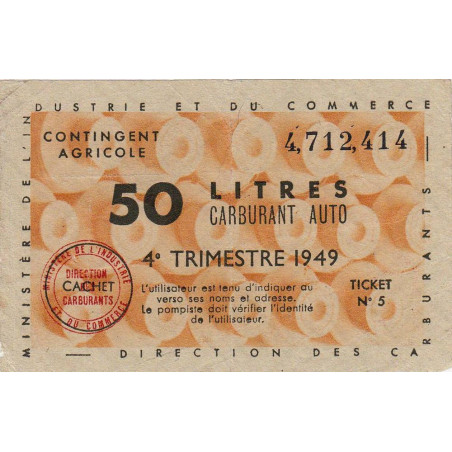 MINISTÈRE DE L'INDUSTRIE ET DU COMMERCE
DIRECTION DES CARBURANTS
CONTINGENT
AGRICOLE
4,712,414
50 LITRES
CARBURANT AUTO
4e TRIMESTRE 1949
L'utilisateur est tenu d'indiquer au
verso ses noms et adresse.
Le pompiste doit vérifier l'identité
de l'utilisateur.
TICKET
N° 5
MINISTÈRE DE L'INDUSTRIE
ET DU COMMERCE
DIRECTION
CACHET
CARBURANTS